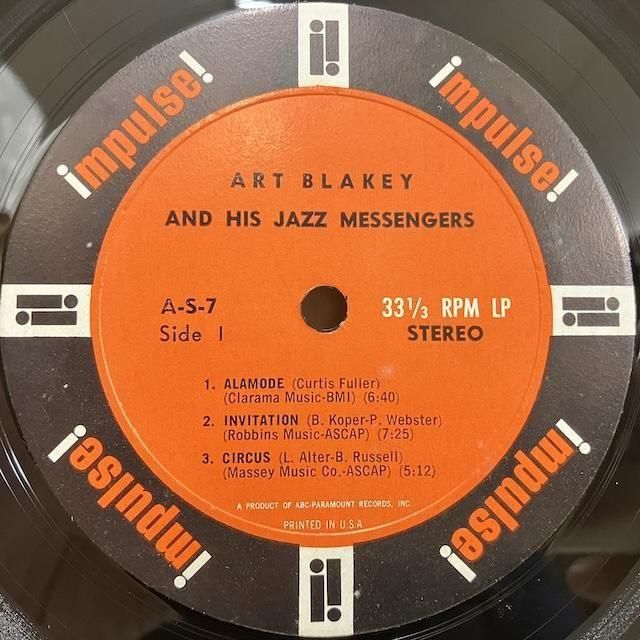 impulse!
impulse!
ART BLAKEY
AND HIS JAZZ MESSENGERS
A-S-7
33⅓ RPM LP
Side 1
STEREO
1. ALAMODE (Curtis Fuller)
(Clarama Music-BMI) (6:40)
2. INVITATION (B. Koper-P. Webster)
(Robbins Music-ASCAP) (7:25)
3. CIRCUS (L. Alter-B. Russell)
(Massey Music Co.-ASCAP) (5:12)
A PRODUCT OF ABC-PARAMOUNT RECORDS, INC.
PRINTED IN U.S.A
impulse!
impulse!